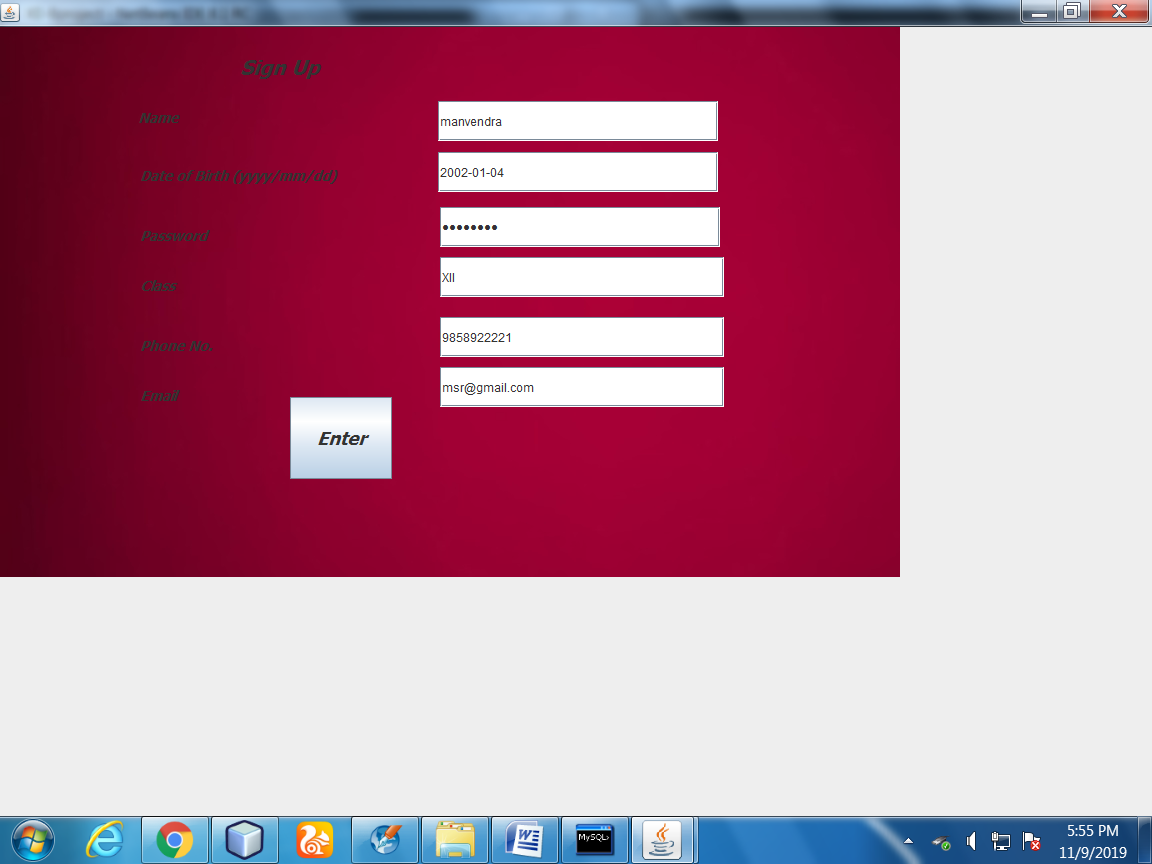 Sign Up
Name
manvendra
Date of Birth (yyyy/mm/dd)
2002-01-04
Password
••••••••
Class
XII
Phone No.
9858922221
Email
msr@gmail.com
Enter
MySQL>
5:55 PM
11/9/2019